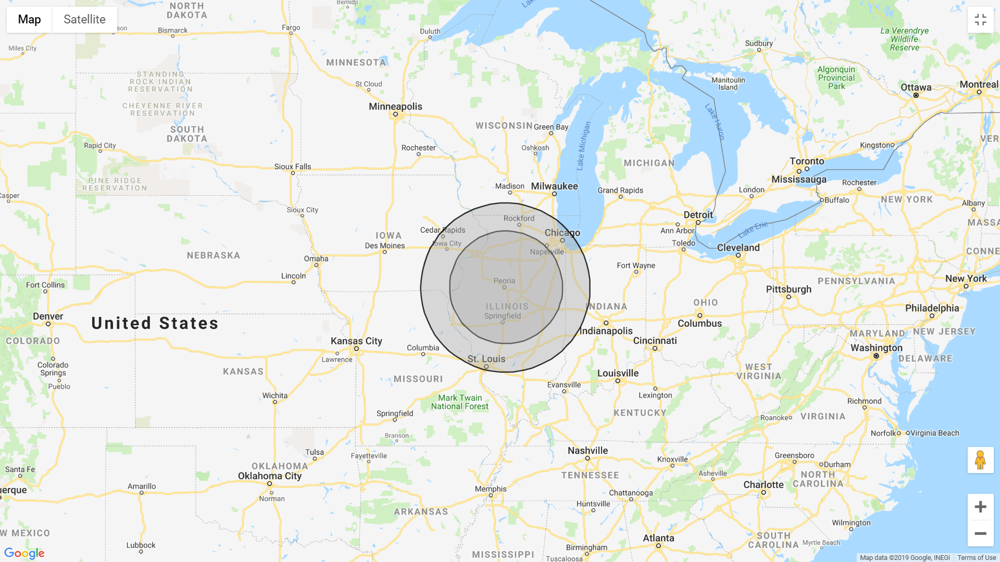 Map
Satellite
NORTH
DAKOTA
Bemidji
son
Bismarck
Fargo
Duluth
Miles City
MINNESOTA
Sudbury
La Verendrye
Wildlife
Reserve
STANDING
ROCK INDIAN
RESERVATION
St Cloud
Manitoulin
Island
Algonquin
Provincial
Park
Ottawa
Montreal
CHEYENNE RIVER
RESERVATION
Minneapolis
SOUTH
DAKOTA
WISCONSIN
Green Bay
Lake Michigan
Lake Huron
VER
Rapid City
Rochester
Oshkosh
Kingston
Sioux Falls
MICHIGAN
Toronto
Mississauga
PINE RIDGE
RESERVATION
Madison
Milwaukee
Grand Rapids
London
Rochester
Casper
Buffalo
NEW YORK
Albany
Sioux City
Rockford
Detroit
MASSA
Cedar Rapids
Chicago
Ann Arbor
Lake Erie
IOWA
Iowa City
Des Moines
Toledo
Cleveland
NEBRASKA
Omaha
Naperville
CONNE
Lincoln
Fort Wayne
Fort Collins
Peoria
Pittsburgh
PENNSYLVANIA
New York
ILLINOIS
INDIANA
OHIO
Denver
Springfield
Philadelphia
United States
Columbus
Indianapolis
COLORADO
Kansas City
Columbia
Cincinnati
MARYLAND
NEW JERSEY
Washington
DELAWARE
Lawrence
St. Louis
Colorado
Springs
KANSAS
MISSOURI
Louisville
WEST
VIRGINIA
Pueblo
Evansville
Lexington
Wichita
Mark Twain
National Forest
Richmond
Springfield
KENTUCKY
Roanoke
VIRGINIA
Branson
Norfolk
Virginia Beach
Tulsa
Fayetteville
Nashville
Knoxville
Greensboro
Durham
OKLAHOMA
Oklahoma City
Santa Fe
TENNESSEE
Asheville
NORTH
CAROLINA
Amarillo
uerque
Memphis
Chattanooga
Charlotte
Norman
Huntsville
ARKANSAS
Wilmington
W MEXICO
Lubbock
Atlanta
SOUTH
CAROLINA
Myrtle Beach
Birmingham
MISSISSIPPI
Tuscaloosa
Google
Map data ©2019 Google, INEGI
Terms of Use